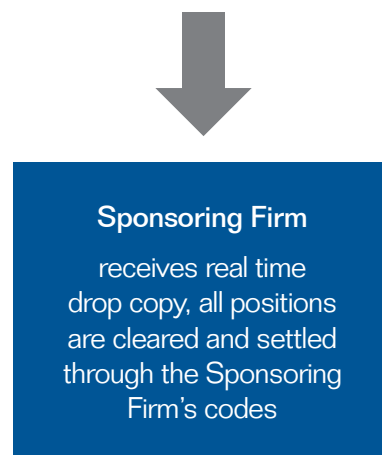 Sponsoring Firm
receives real time
drop copy, all positions
are cleared and settled
through the Sponsoring
Firm's codes